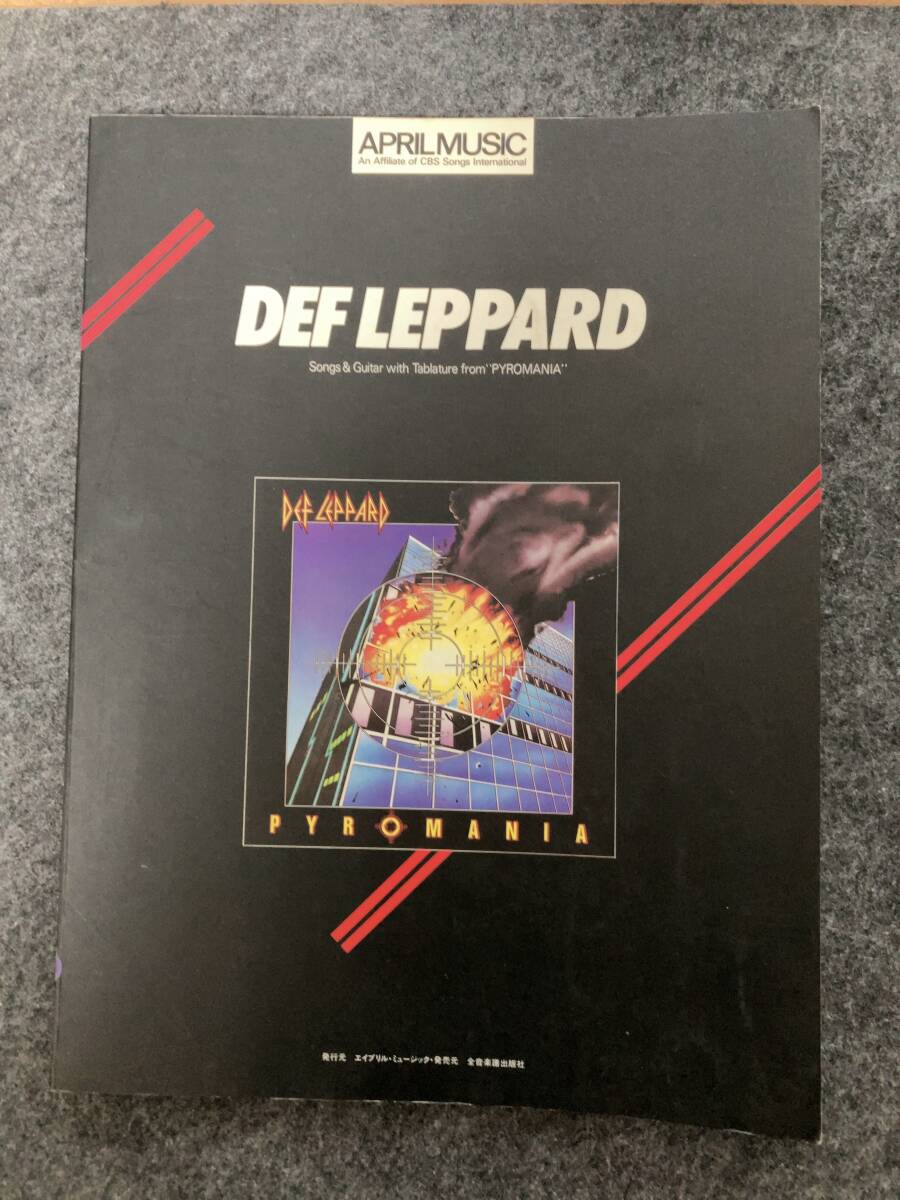 APRIL MUSIC
An Affiliate of CBS Songs International
DEF LEPPARD
Songs & Guitar with Tablature from "PYROMANIA"
DEF LEPPARD
PYROMANIA
発行元 エイプリル・ミュージック・発売元 全音楽譜出版社